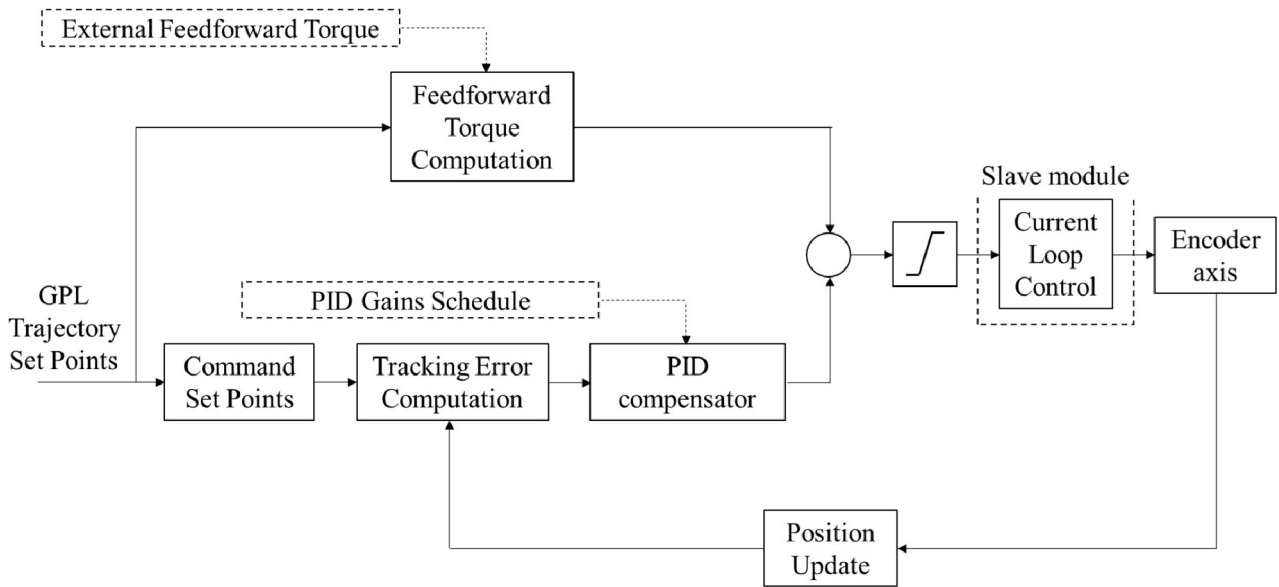 External Feedforward Torque
Feedforward
Torque
Computation
Slave module
Current
Loop
Control
Encoder
axis
GPL
Trajectory
Set Points
PID Gains Schedule
Command
Set Points
Tracking Error
Computation
PID
compensator
Position
Update